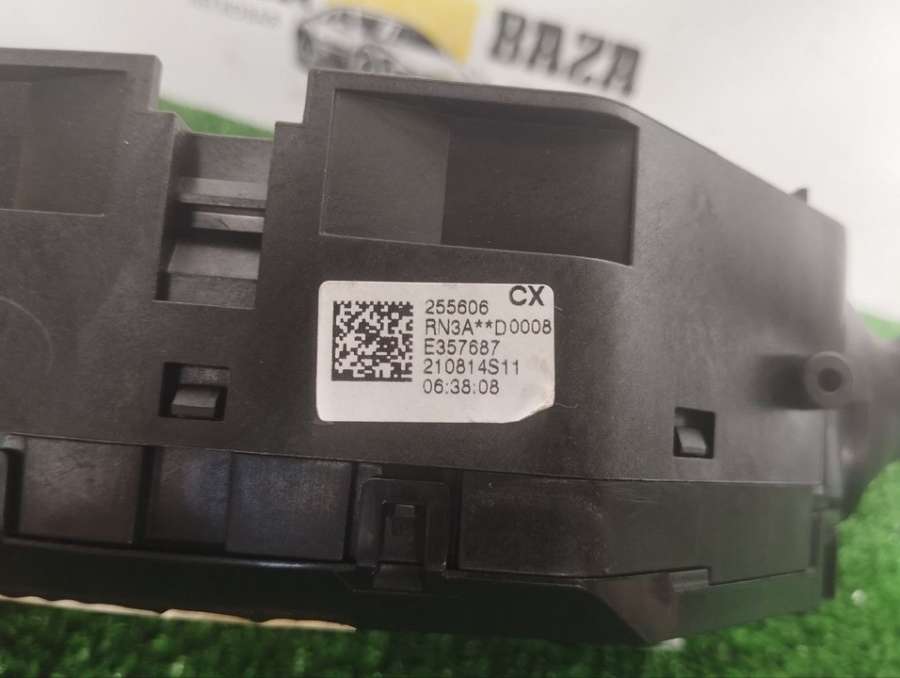 BAZA
255606 CX
RN3A**D0008
E357687
210814S11
06:38:08